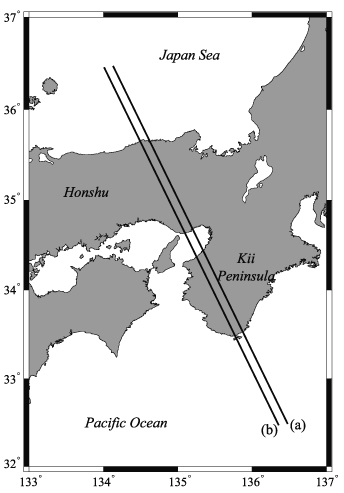 37°
Japan Sea
36°
35°
Honshu
Kii
Peninsula
34°
33°
Pacific Ocean
(b)
(a)
32°
133°
134°
135°
136°
137°